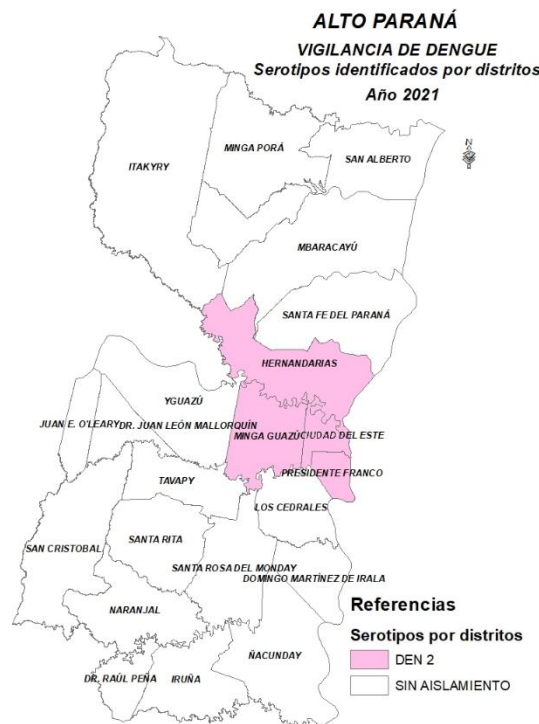 ALTO PARANÁ
VIGILANCIA DE DENGUE
Serotipos identificados por distritos
Año 2021
N
MINGA PORÁ
ITAKYRY
SAN ALBERTO
MBARACAYÚ
SANTA FE DEL PARANÁ
HERNANDARIAS
YGUAZÚ
JUAN E. O'LEARY
DR. JUAN LEÓN MALLORQUÍN
MINGA GUAZÚ
CIUDAD DEL ESTE
PRESIDENTE FRANCO
TAVAPY
LOS CEDRALES
SAN CRISTOBAL
SANTA RITA
SANTA ROSA DEL MONDAY
DOMINGO MARTÍNEZ DE IRALA
NARANJAL
ÑACUNDAY
DR. RAÚL PEÑA
IRUÑA
Referencias
Serotipos por distritos
DEN 2
SIN AISLAMIENTO